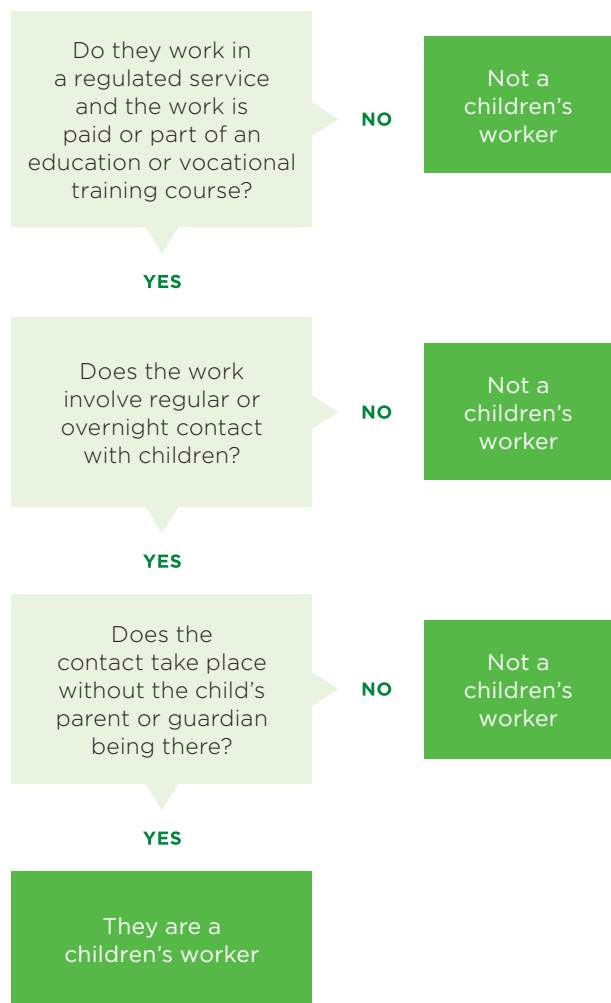 Do they work in
a regulated service
and the work is
paid or part of an
education or vocational
training course?
NO
Not a
children's
worker
YES
Does the work
involve regular or
overnight contact
with children?
NO
Not a
children's
worker
YES
Does the
contact take place
without the child's
parent or guardian
being there?
NO
Not a
children's
worker
YES
They are a
children's worker